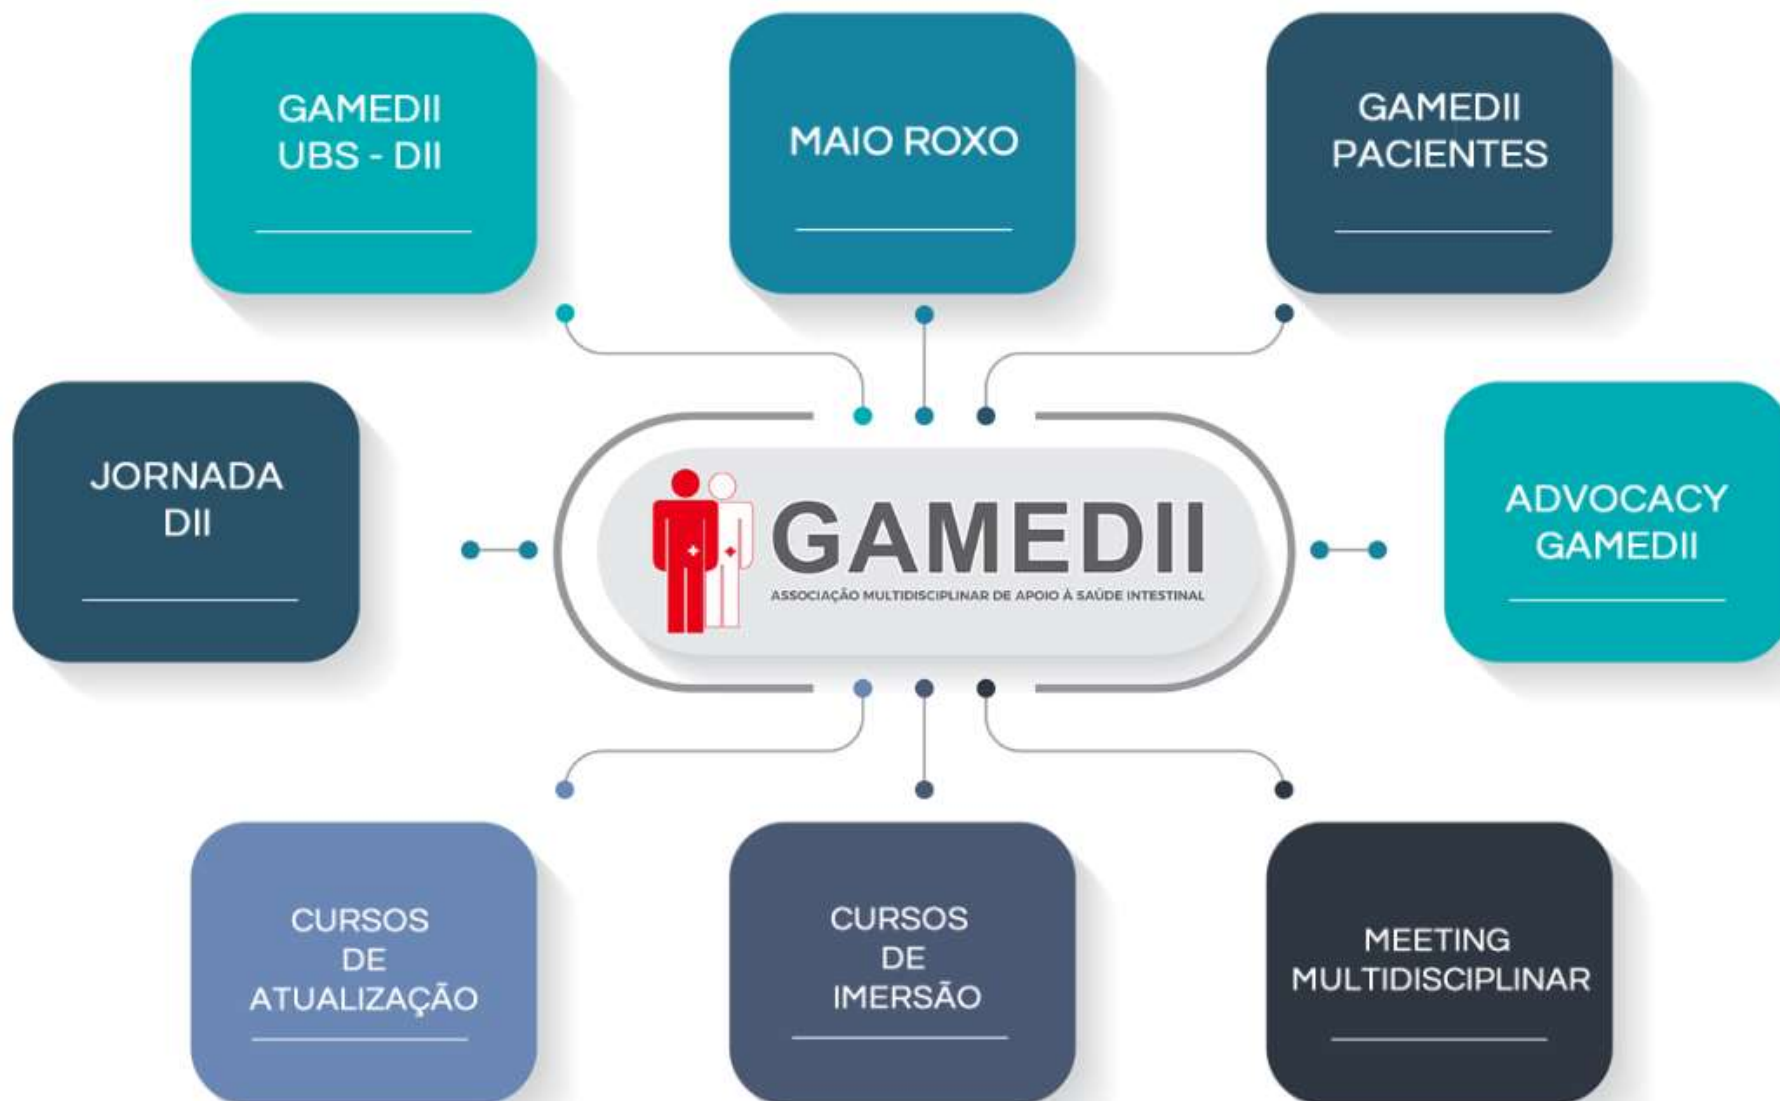 GAMEDII
UBS - DII
MAIO ROXO
GAMEDII
PACIENTES
JORNADA
DII
GAMEDII
ASSOCIAÇÃO MULTIDISCIPLINAR DE APOIO À SAÚDE INTESTINAL
ADVOCACY
GAMEDII
CURSOS
DE
ATUALIZAÇÃO
CURSOS
DE
IMERSÃO
MEETING
MULTIDISCIPLINAR